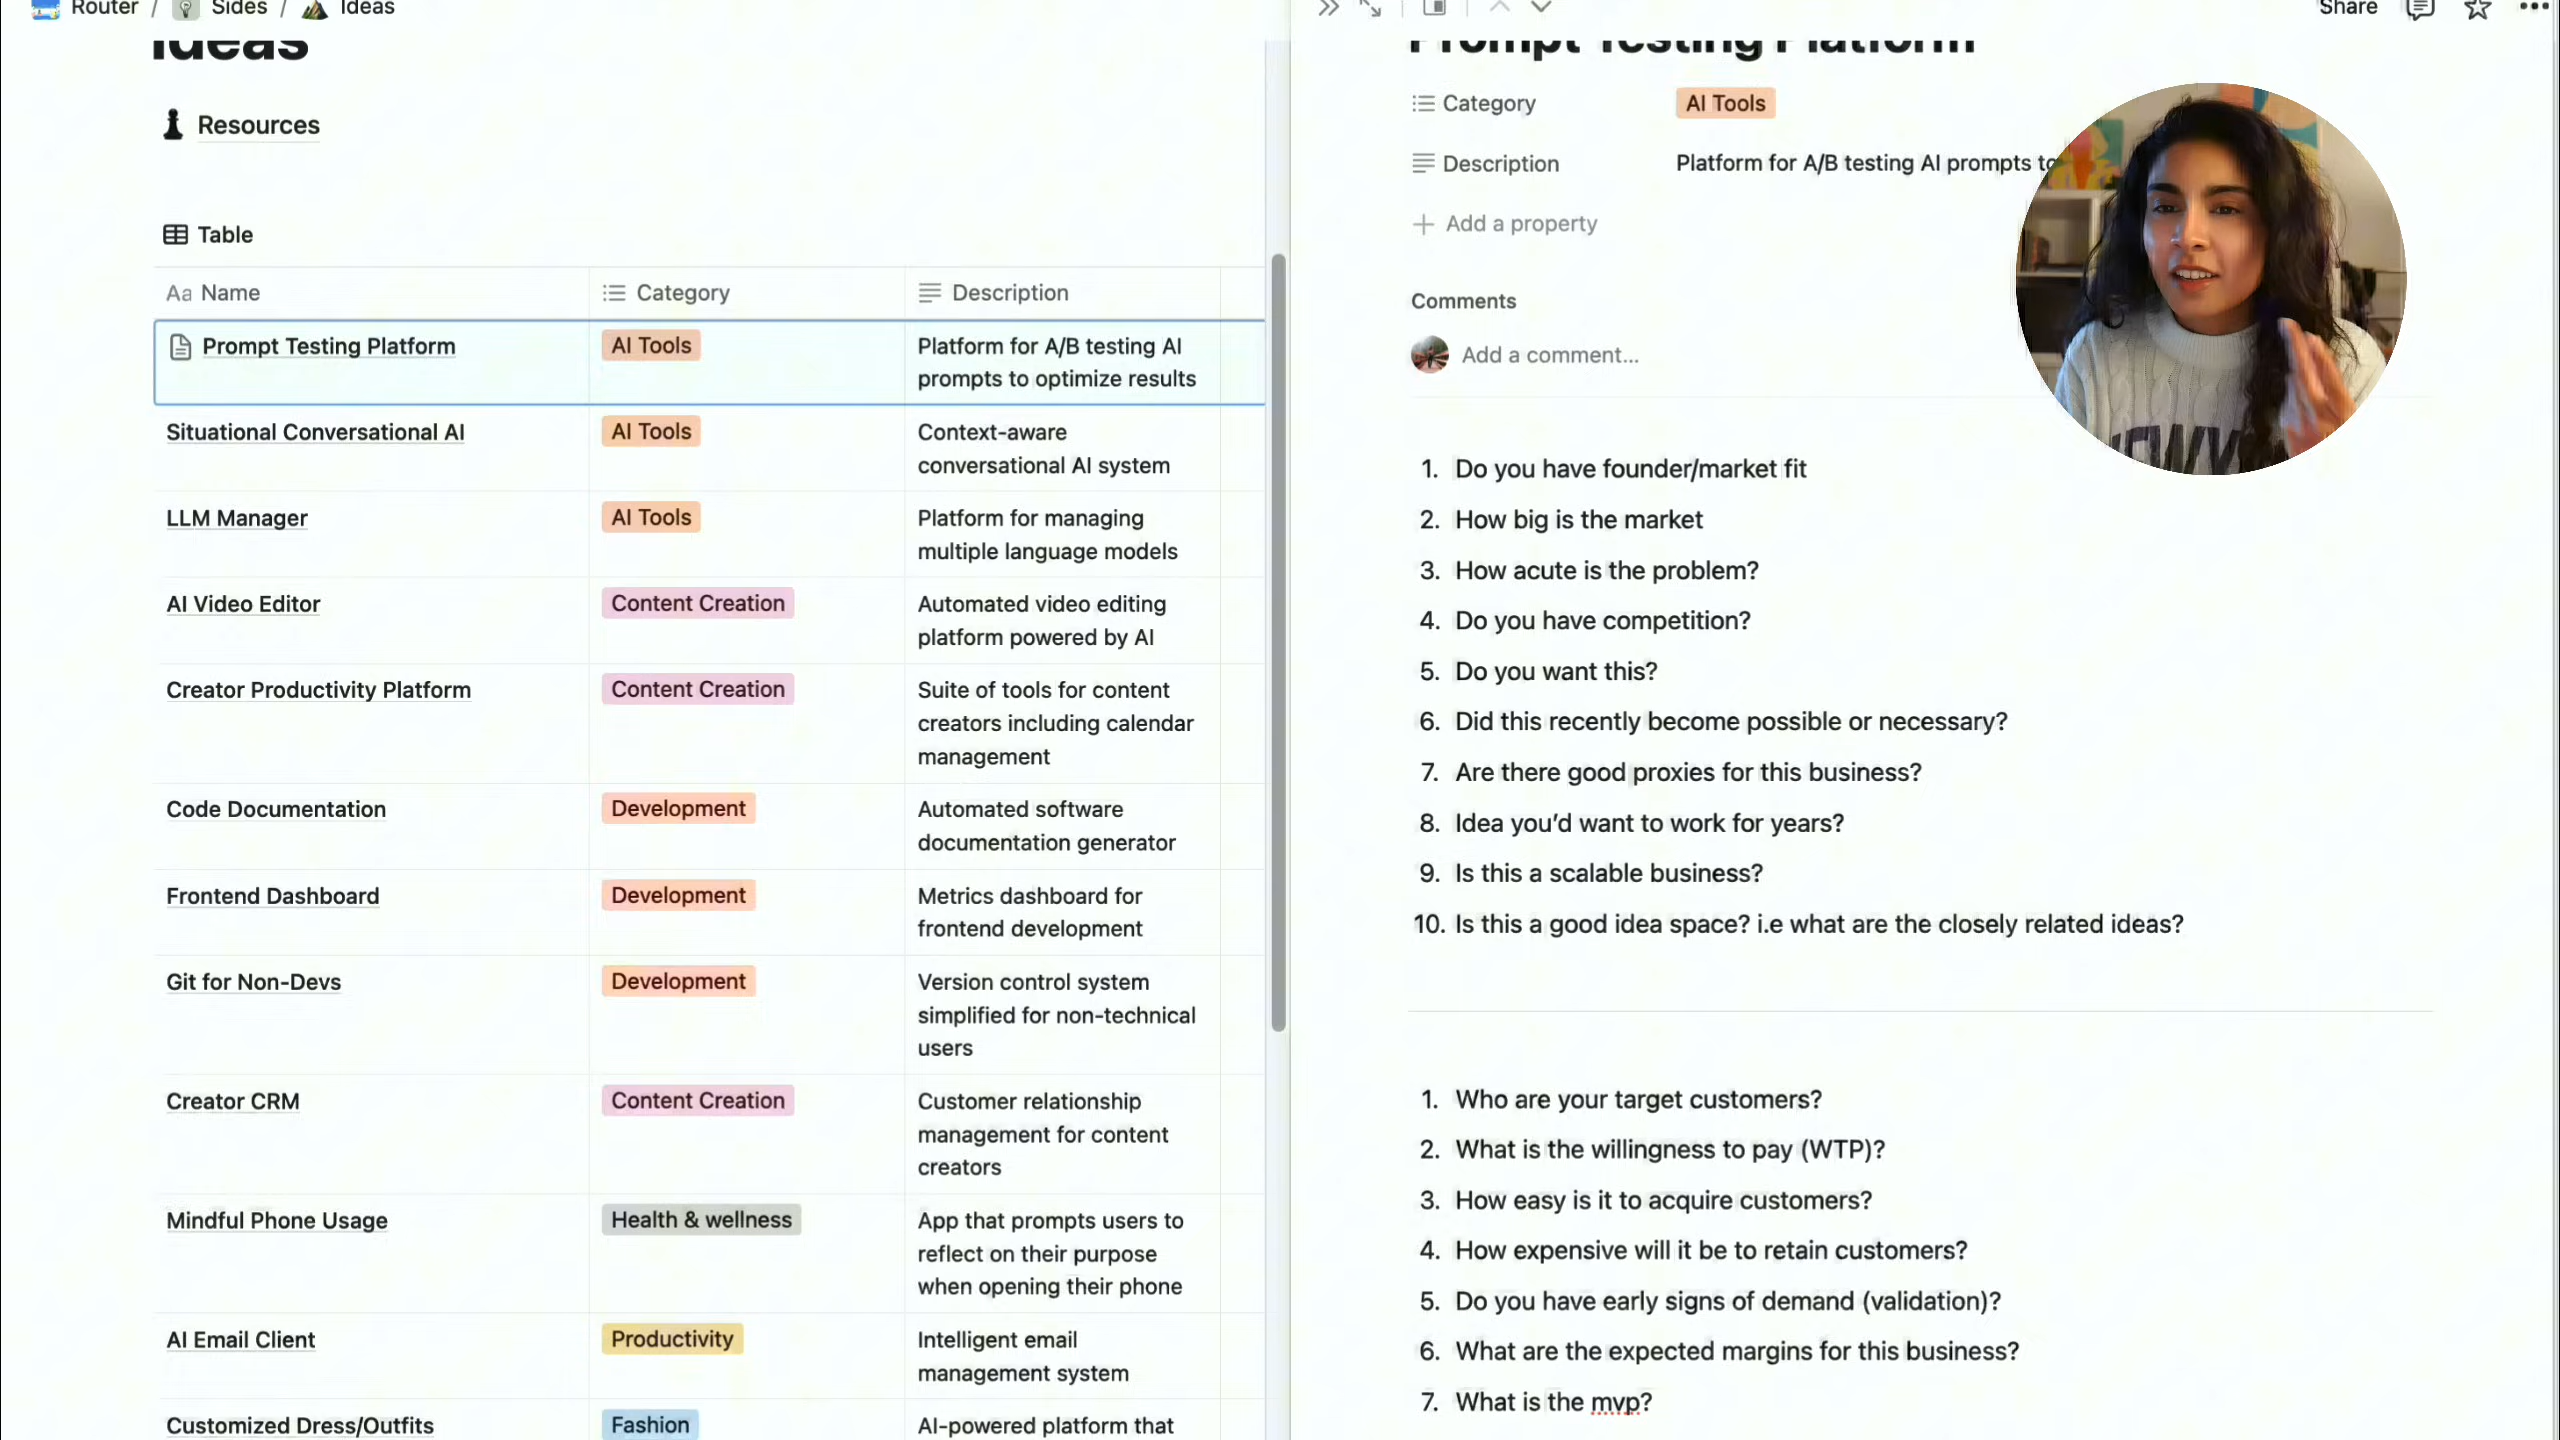 Router / Sides / Ideas
Share
Ideas
Resources
Table
Aa Name
Category
Description
Prompt Testing Platform
AI Tools
Platform for A/B testing AI
prompts to optimize results
Situational Conversational AI
AI Tools
Context-aware
conversational AI system
LLM Manager
AI Tools
Platform for managing
multiple language models
AI Video Editor
Content Creation
Automated video editing
platform powered by AI
Creator Productivity Platform
Content Creation
Suite of tools for content
creators including calendar
management
Code Documentation
Development
Automated software
documentation generator
Frontend Dashboard
Development
Metrics dashboard for
frontend development
Git for Non-Devs
Development
Version control system
simplified for non-technical
users
Creator CRM
Content Creation
Customer relationship
management for content
creators
Mindful Phone Usage
Health & wellness
App that prompts users to
reflect on their purpose
when opening their phone
AI Email Client
Productivity
Intelligent email
management system
Customized Dress/Outfits
Fashion
AI-powered platform that
Prompt Testing Platform
Category
AI Tools
Description
Platform for A/B testing AI prompts to
Add a property
Comments
Add a comment...
1. Do you have founder/market fit
2. How big is the market
3. How acute is the problem?
4. Do you have competition?
5. Do you want this?
6. Did this recently become possible or necessary?
7. Are there good proxies for this business?
8. Idea you’d want to work for years?
9. Is this a scalable business?
10. Is this a good idea space? i.e what are the closely related ideas?
1. Who are your target customers?
2. What is the willingness to pay (WTP)?
3. How easy is it to acquire customers?
4. How expensive will it be to retain customers?
5. Do you have early signs of demand (validation)?
6. What are the expected margins for this business?
7. What is the mvp?